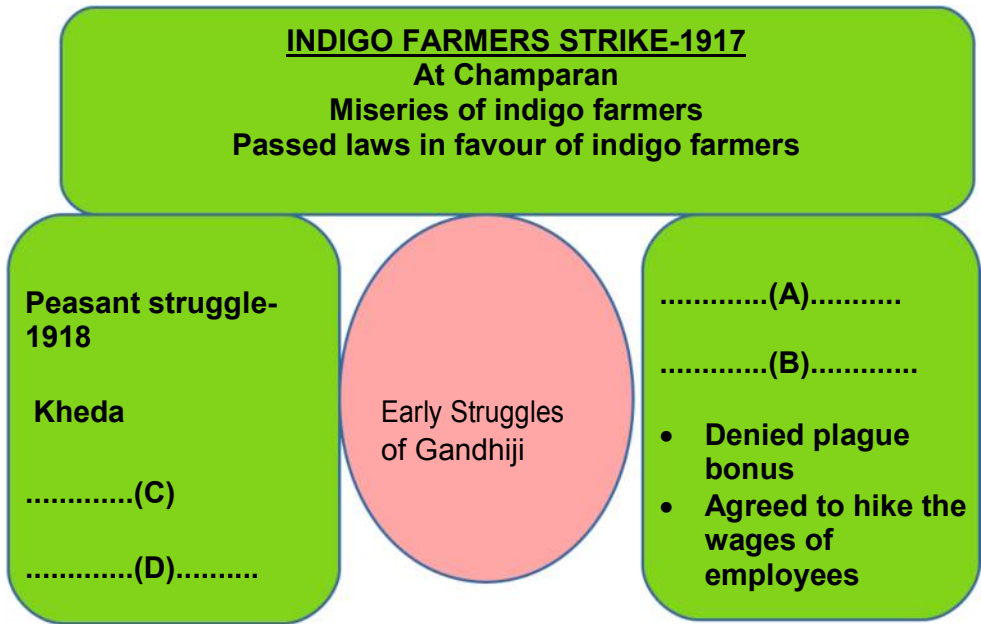 INDIGO FARMERS STRIKE-1917
At Champaran
Miseries of indigo farmers
Passed laws in favour of indigo farmers
Peasant struggle-
1918
Kheda
.............(C)
.............(D)..........
Early Struggles
of Gandhiji
.............(A)...........
.............(B).............
• Denied plague
bonus
• Agreed to hike the
wages of
employees